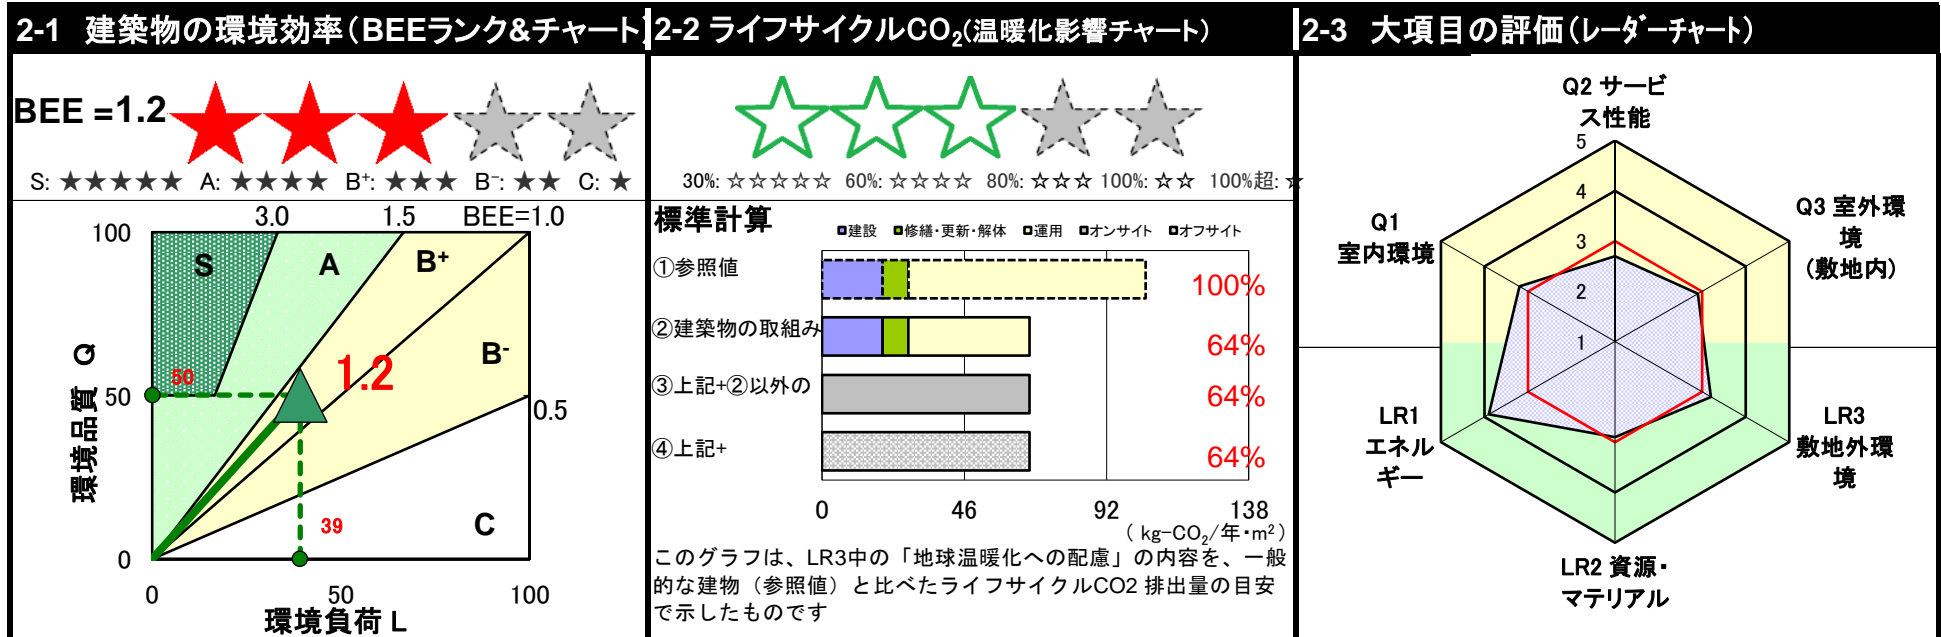 2-1 建築物の環境効率(BEEランク&チャート)
BEE = 1.2
S: ★★★★★ A: ★★★★ B+: ★★★ B−: ★★ C: ★
3.0 1.5 BEE=1.0
100
S A B+
B-
環境品質 Q
50
1.2
50
0.5
39
C
0
0 50 100
環境負荷 L
2-2 ライフサイクルCO2(温暖化影響チャート)
30%: ☆☆☆☆☆ 60%: ☆☆☆☆ 80%: ☆☆☆ 100%: ☆☆ 100%超: ☆
標準計算
建設 修繕・更新・解体 運用 オンサイト オフサイト
①参照値 100%
②建築物の取組み 64%
③上記+②以外の 64%
④上記+ 64%
0 46 92 138
( kg-CO2/年・m2 )
このグラフは、LR3中の「地球温暖化への配慮」の内容を、一般
的な建物(参照値)と比べたライフサイクルCO2 排出量の目安
で示したものです
2-3 大項目の評価(レーダーチャート)
Q2 サービ
ス性能
5
4
3
2
1
Q1
室内環境
Q3 室外環
境
(敷地内)
LR1
エネル
ギー
LR3
敷地外環
境
LR2 資源・
マテリアル